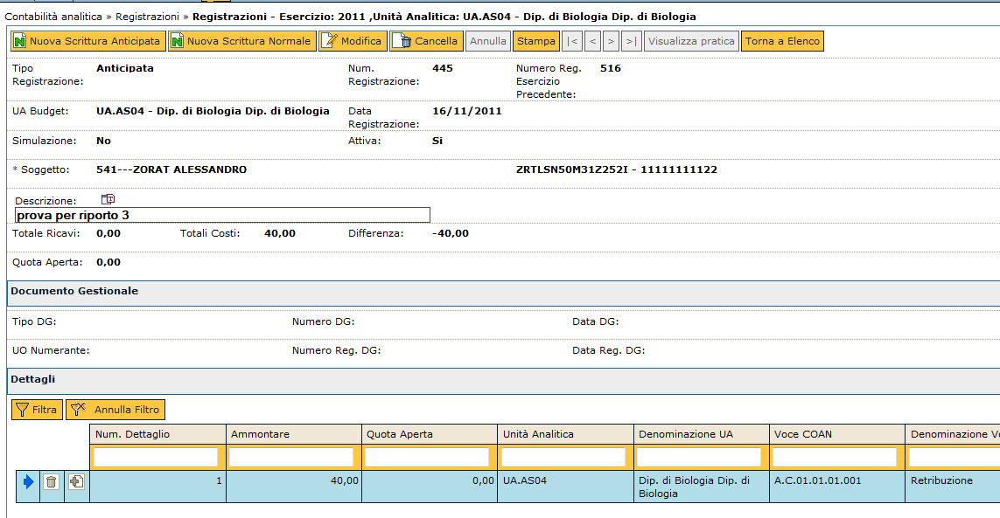 Contabilità analitica » Registrazioni » Registrazioni - Esercizio: 2011 ,Unità Analitica: UA.AS04 - Dip. di Biologia Dip. di Biologia
Nuova Scrittura Anticipata Nuova Scrittura Normale Modifica Cancella Annulla Stampa |< < > >| Visualizza pratica Torna a Elenco
Tipo Registrazione: Anticipata Num. Registrazione: 445 Numero Reg. Esercizio Precedente: 516
UA Budget: UA.AS04 - Dip. di Biologia Dip. di Biologia Data Registrazione: 16/11/2011
Simulazione: No Attiva: Si
* Soggetto: 541---ZORAT ALESSANDRO ZRTLSN50M31Z252I - 11111111122
Descrizione:
prova per riporto 3
Totale Ricavi: 0,00 Totali Costi: 40,00 Differenza: -40,00
Quota Aperta: 0,00
Documento Gestionale
Tipo DG: Numero DG: Data DG:
UO Numerante: Numero Reg. DG: Data Reg. DG:
Dettagli
Filtra Annulla Filtro
Num. Dettaglio Ammontare Quota Aperta Unità Analitica Denominazione UA Voce COAN Denominazione Vo
1 40,00 0,00 UA.AS04 Dip. di Biologia Dip. di Biologia A.C.01.01.01.001 Retribuzione